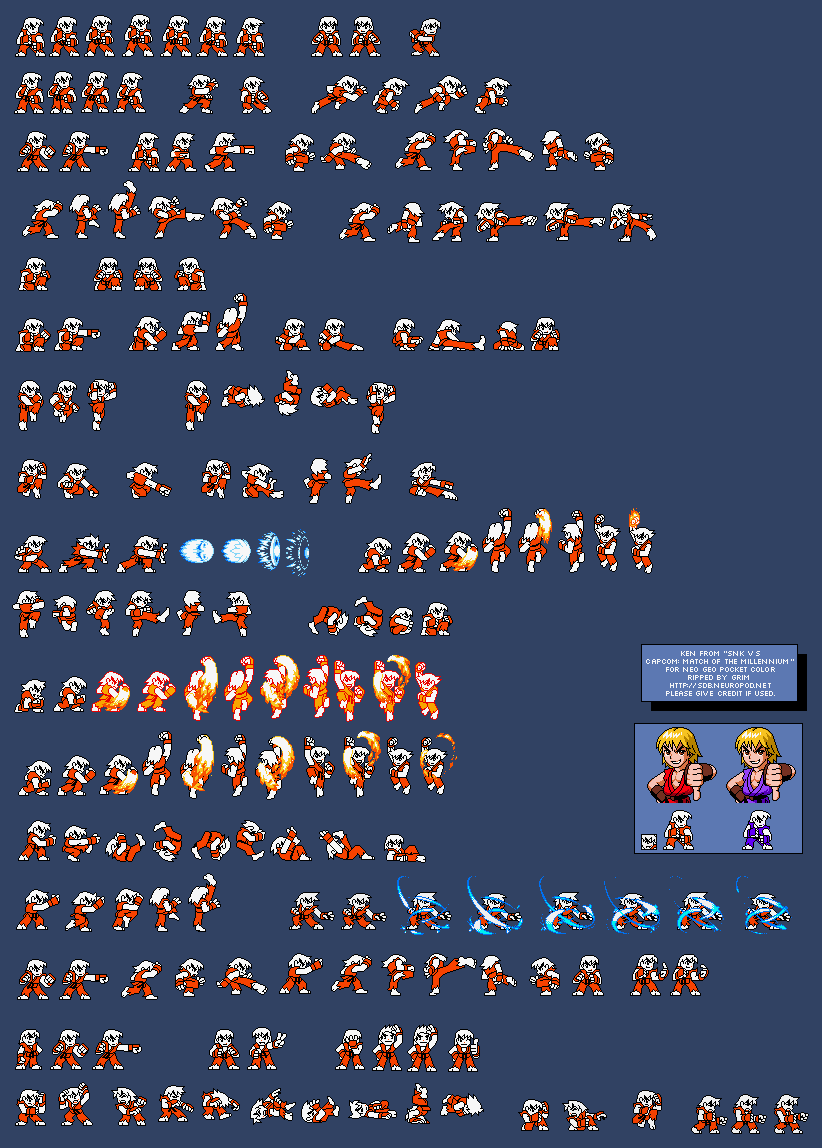 KEN FROM "SNK VS
CAPCOM: MATCH OF THE MILLENNIUM"
FOR NEO GEO POCKET COLOR
RIPPED BY GRIM
HTTP://SDB.NEUROPOD.NET
PLEASE GIVE CREDIT IF USED.